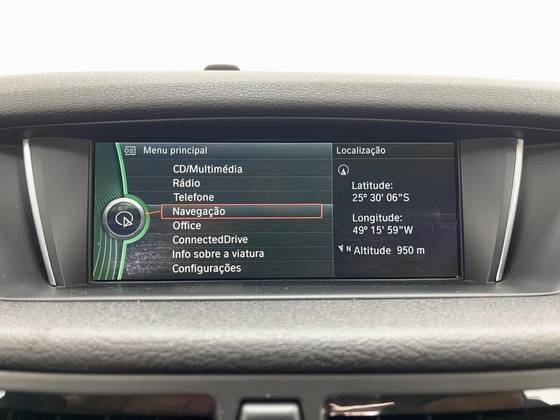 Menu principal
CD/Multimédia
Rádio
Telefone
Navegação
Office
ConnectedDrive
Info sobre a viatura
Configurações
Localização
Latitude:
25° 30' 06"S
Longitude:
49° 15' 59"W
N Altitude 950 m